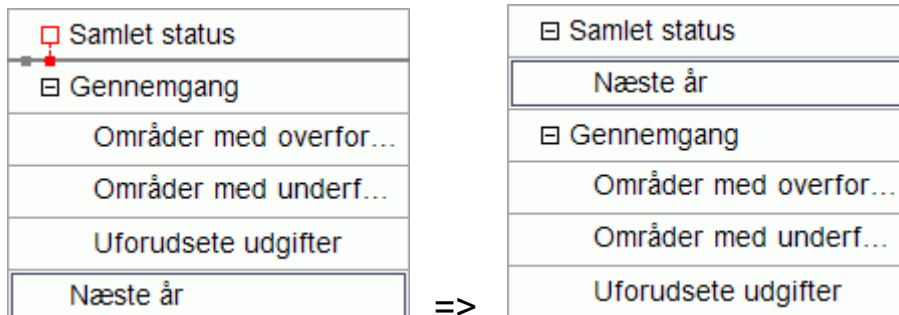 Samlet status
Gennemgang
Områder med overfor...
Områder med underf...
Uforudsete udgifter
Næste år
=>
Samlet status
Næste år
Gennemgang
Områder med overfor...
Områder med underf...
Uforudsete udgifter